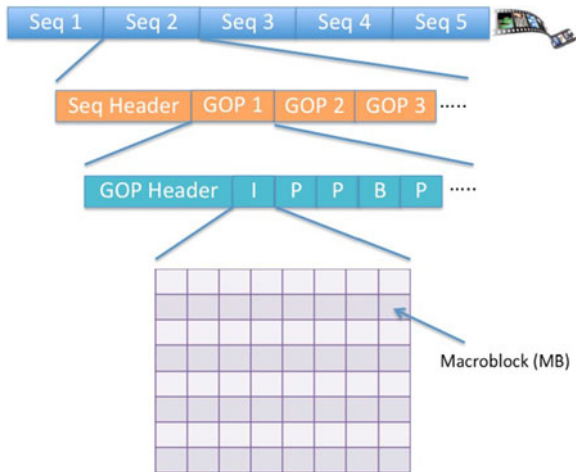 Seq 1 Seq 2 Seq 3 Seq 4 Seq 5
Seq Header GOP 1 GOP 2 GOP 3 .....
GOP Header I P P B P .....
Macroblock (MB)